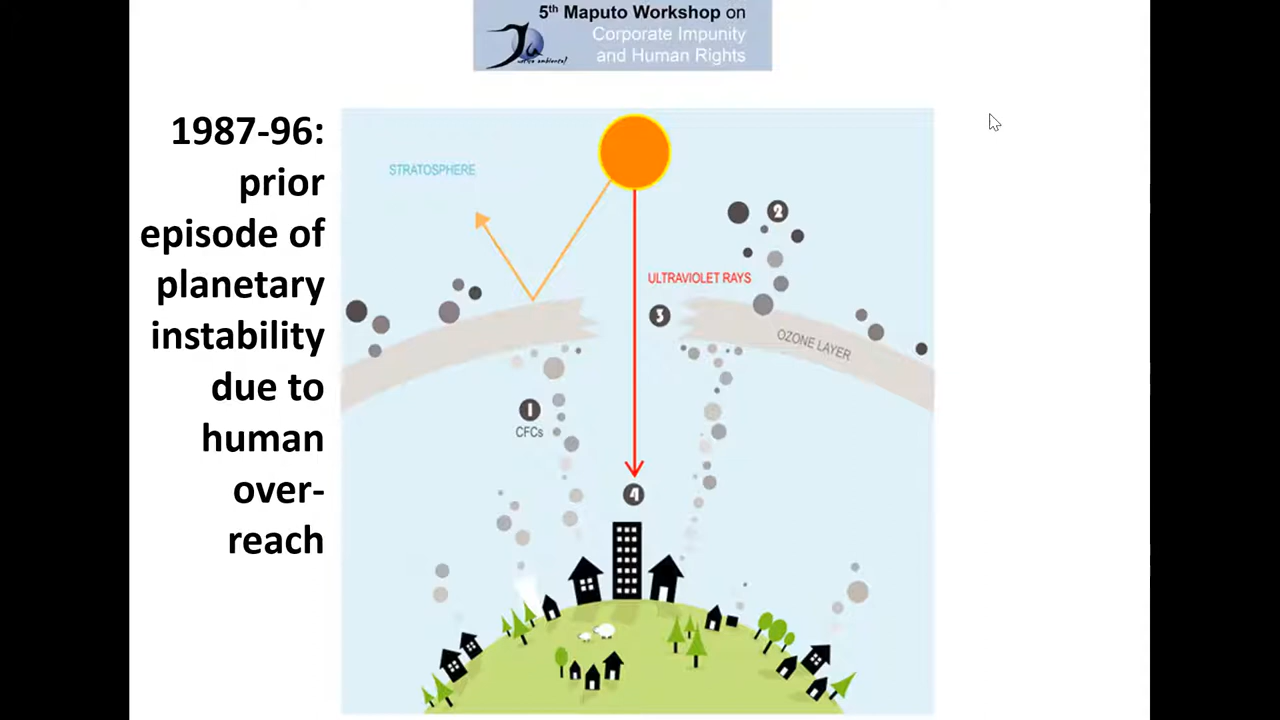 5th Maputo Workshop on
Corporate Impunity
and Human Rights
1987-96:
prior
episode of
planetary
instability
due to
human
over-
reach
STRATOSPHERE
2
ULTRAVIOLET RAYS
3
OZONE LAYER
1
CFCs
4